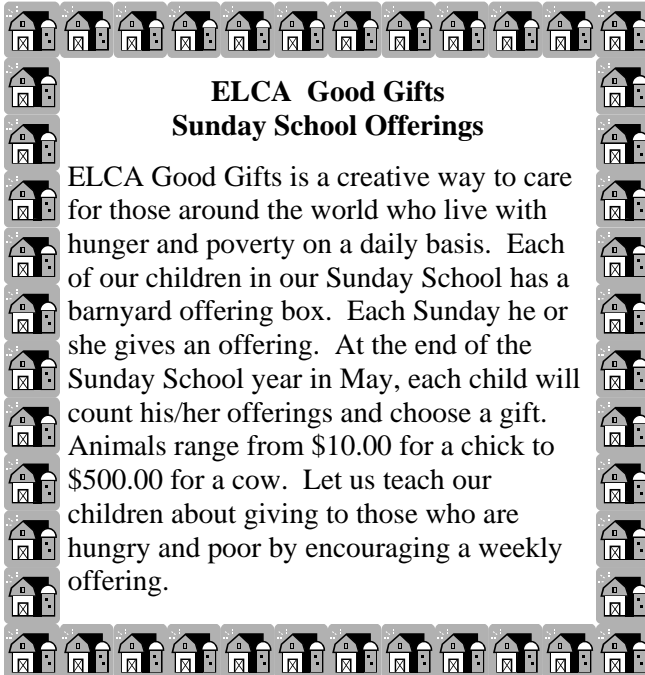 ELCA  Good Gifts
Sunday School Offerings
ELCA Good Gifts is a creative way to care
for those around the world who live with
hunger and poverty on a daily basis.  Each
of our children in our Sunday School has a
barnyard offering box.  Each Sunday he or
she gives an offering.  At the end of the
Sunday School year in May, each child will
count his/her offerings and choose a gift.
Animals range from $10.00 for a chick to
$500.00 for a cow.  Let us teach our
children about giving to those who are
hungry and poor by encouraging a weekly
offering.